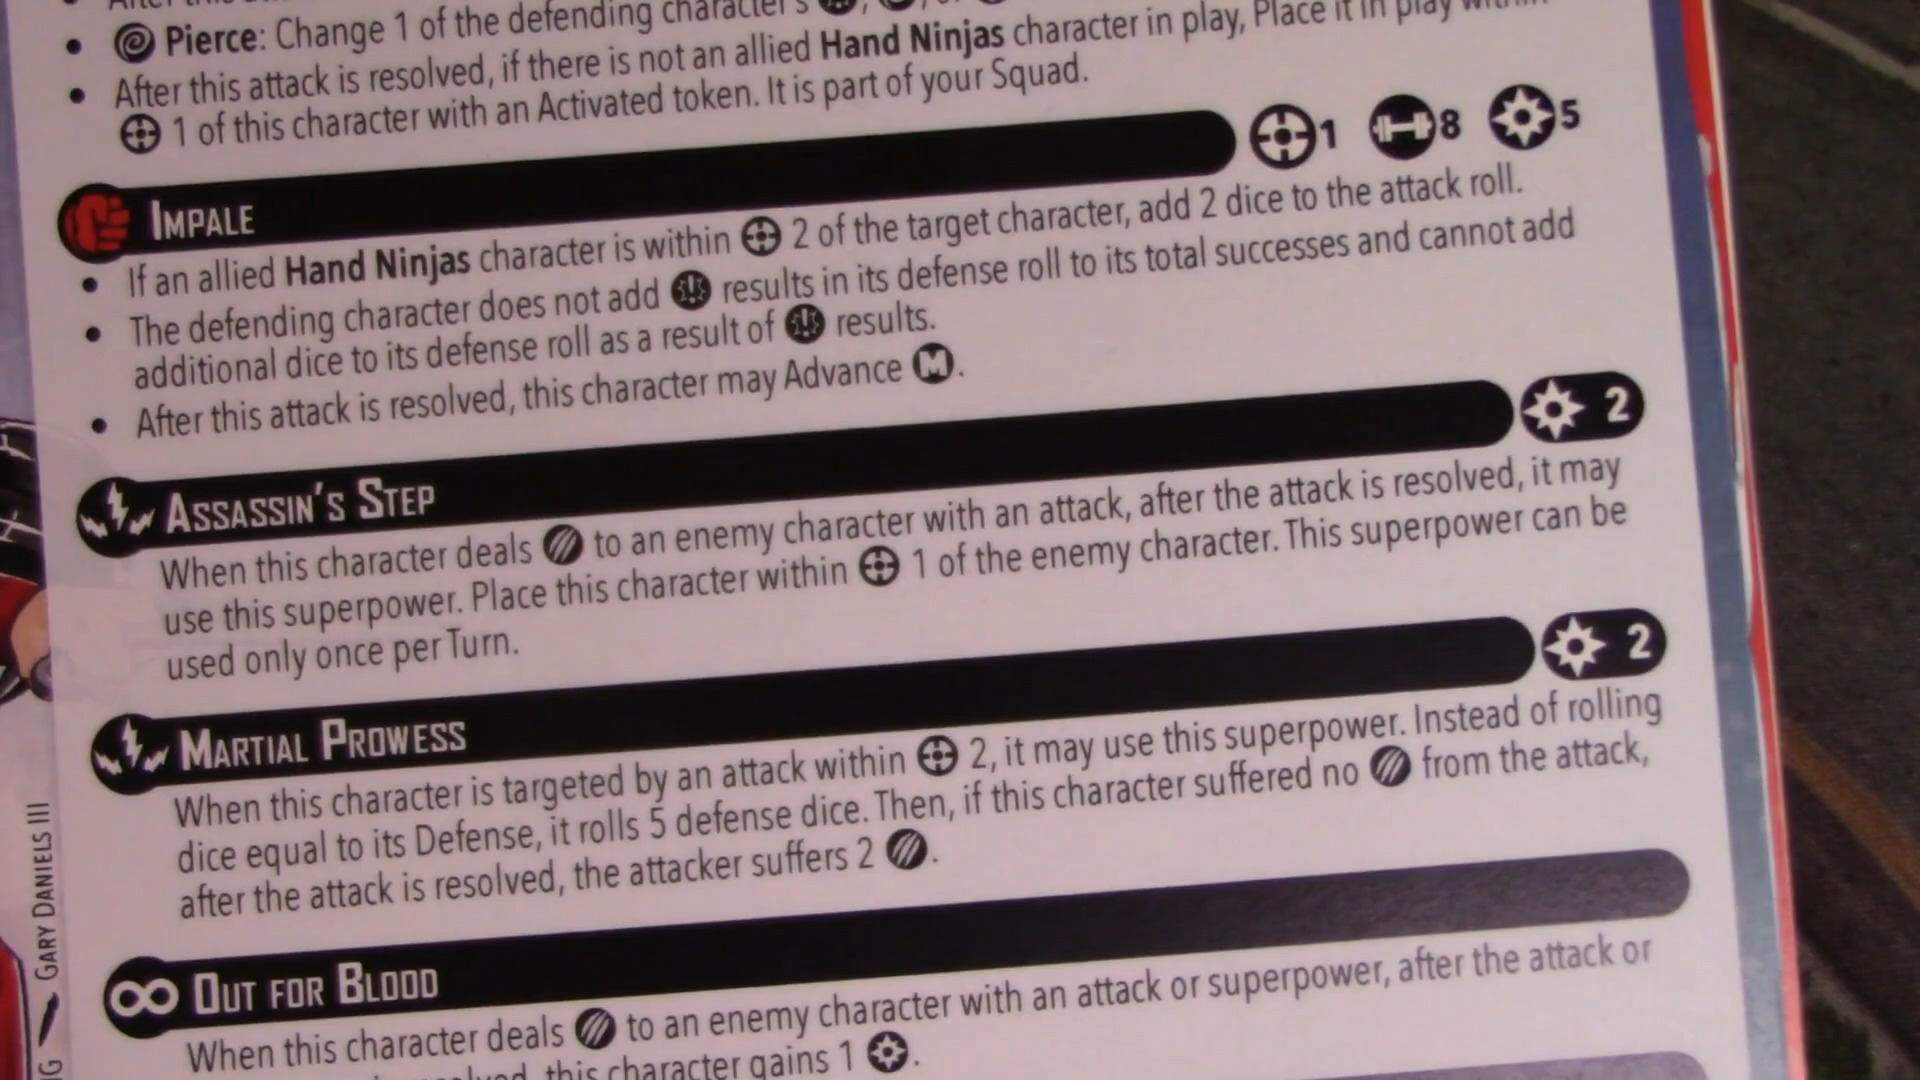 After this
Pierce: Change 1 of the defending character's
After this attack is resolved, if there is not an allied Hand Ninjas character in play, Place it in play within
1 of this character with an Activated token. It is part of your Squad.
IMPALE 1 8 5
If an allied Hand Ninjas character is within 2 of the target character, add 2 dice to the attack roll.
The defending character does not add results in its defense roll to its total successes and cannot add
additional dice to its defense roll as a result of results.
After this attack is resolved, this character may Advance M.
ASSASSIN'S STEP 2
When this character deals to an enemy character with an attack, after the attack is resolved, it may
use this superpower. Place this character within 1 of the enemy character. This superpower can be
used only once per Turn.
MARTIAL PROWESS 2
When this character is targeted by an attack within 2, it may use this superpower. Instead of rolling
dice equal to its Defense, it rolls 5 defense dice. Then, if this character suffered no from the attack,
after the attack is resolved, the attacker suffers 2 .
OUT FOR BLOOD
When this character deals to an enemy character with an attack or superpower, after the attack or
this character gains 1 .
GARY DANIELS III